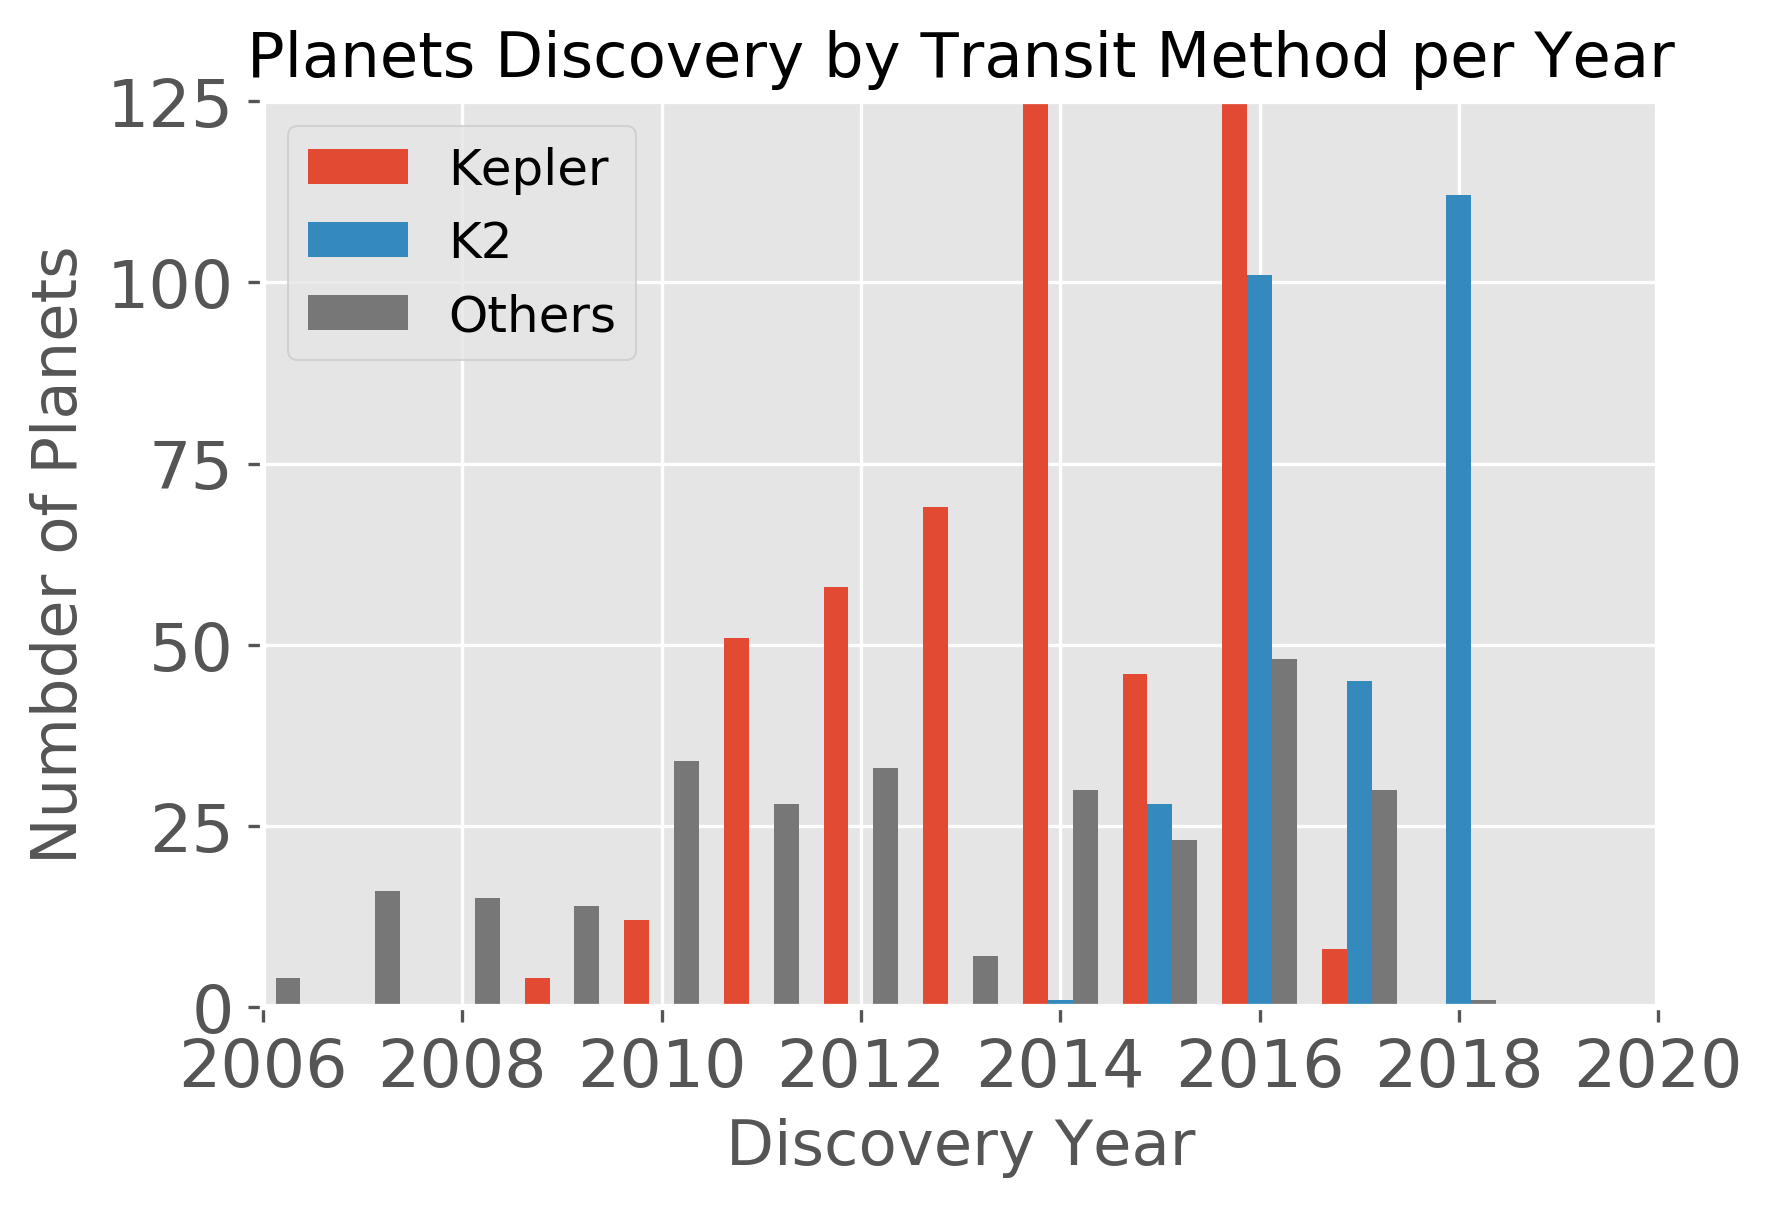 Planets Discovery by Transit Method per Year
125
100
75
50
25
0
Numbder of Planets
Kepler
K2
Others
2006 2008 2010 2012 2014 2016 2018 2020
Discovery Year